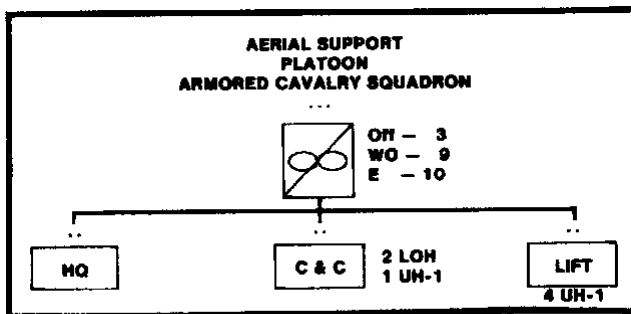 AERIAL SUPPORT
PLATOON
ARMORED CAVALRY SQUADRON
...
Off — 3
WO — 9
E — 10
..
..
..
HQ
C & C
2 LOH
1 UH-1
LIFT
4 UH-1